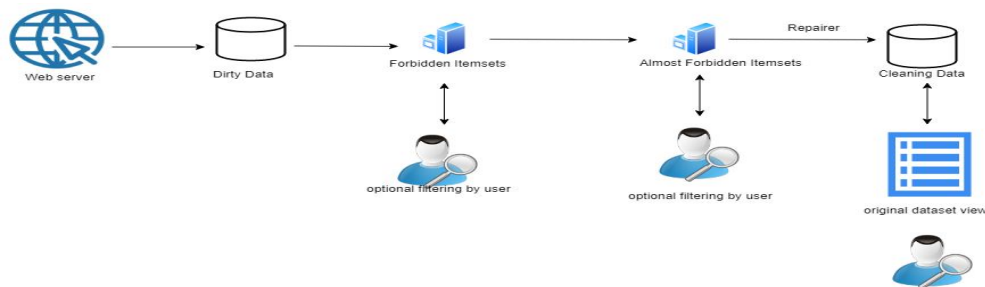 Repairer
Web server
Dirty Data
Forbidden Itemsets
Almost Forbidden Itemsets
Cleaning Data
optional filtering by user
optional filtering by user
original dataset view